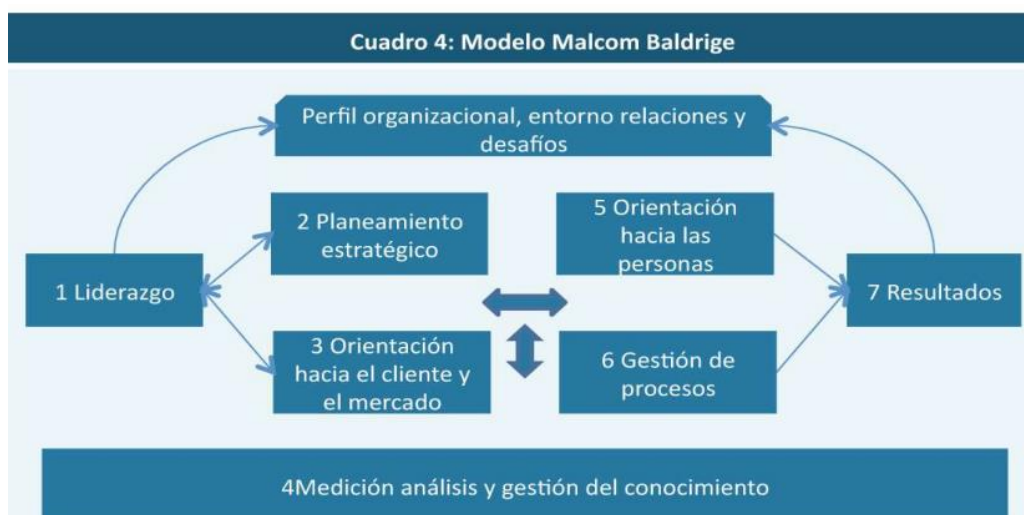 Cuadro 4: Modelo Malcom Baldrige
Perfil organizacional, entorno relaciones y
desafíos
2 Planeamiento
estratégico
5 Orientación
hacia las
personas
1 Liderazgo
7 Resultados
3 Orientación
hacia el cliente y
el mercado
6 Gestión de
procesos
4Medición análisis y gestión del conocimiento